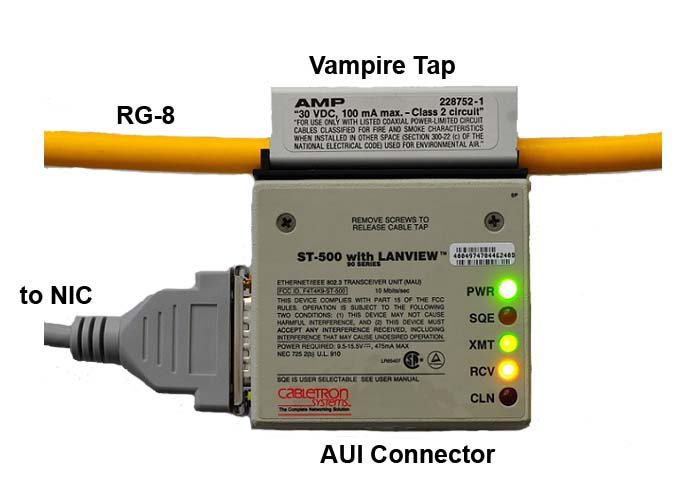 Vampire Tap
RG-8
AMP 228752-1
"30 VDC, 100 mA max. - Class 2 circuit"
"FOR USE ONLY WITH LISTED COAXIAL POWER-LIMITED CIRCUIT
CABLES CLASSIFIED FOR FIRE AND SMOKE CHARACTERISTICS
WHEN INSTALLED IN OTHER SPACE (SECTION 300-22 (c) OF THE
NATIONAL ELECTRICAL CODE) USED FOR ENVIRONMENTAL AIR."
REMOVE SCREWS TO
RELEASE CABLE TAP
ST-500 with LANVIEW™
90 SERIES
ETHERNET/IEEE 802.3 TRANSCEIVER UNIT (MAU)
FCC ID. F4T4K9-ST-500 10 Mbits/sec
THIS DEVICE COMPLIES WITH PART 15 OF THE FCC
RULES. OPERATION IS SUBJECT TO THE FOLLOWING
TWO CONDITIONS: (1) THIS DEVICE MAY NOT CAUSE
HARMFUL INTERFERENCE, AND (2) THIS DEVICE MUST
ACCEPT ANY INTERFERENCE RECEIVED, INCLUDING
INTERFERENCE THAT MAY CAUSE UNDESIRED OPERATION.
POWER REQUIRED: 9.5-15.5V⎓, 475mA MAX
NEC 725 2(b) U.L. 910
SQE IS USER SELECTABLE SEE USER MANUAL
CABLETRON
SYSTEMS
The Complete Networking Solution
PWR
SQE
XMT
RCV
CLN
to NIC
AUI Connector